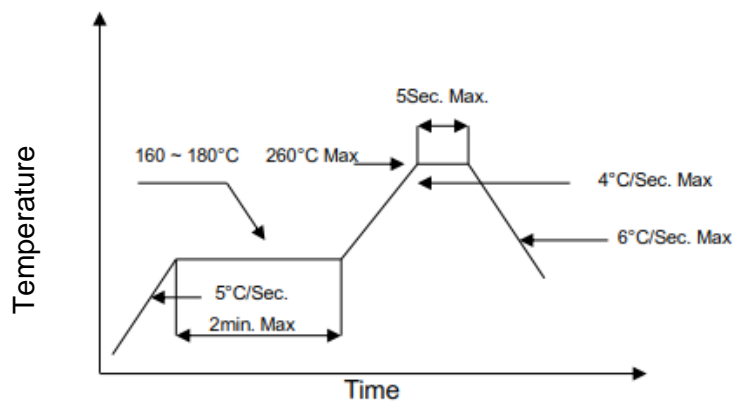 5Sec. Max.
160 ~ 180°C
260°C Max
4°C/Sec. Max
6°C/Sec. Max
Temperature
5°C/Sec.
2min. Max
Time